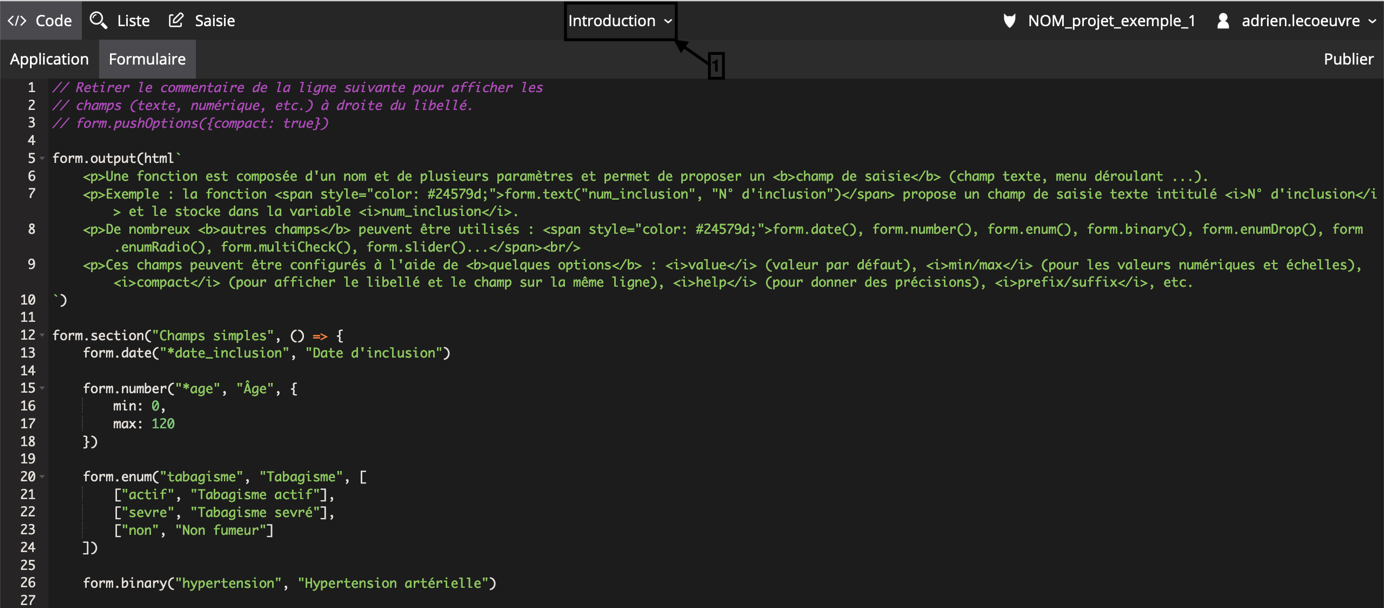 </> Code Liste Saisie Introduction NOM_projet_exemple_1 adrien.lecoeuvre
Application Formulaire 1 Publier
1 // Retirer le commentaire de la ligne suivante pour afficher les
2 // champs (texte, numérique, etc.) à droite du libellé.
3 // form.pushOptions({compact: true})
4
5 form.output(html`
6 <p>Une fonction est composée d'un nom et de plusieurs paramètres et permet de proposer un <b>champ de saisie</b> (champ texte, menu déroulant ...).
7 <p>Exemple : la fonction <span style="color: #24579d;">form.text("num_inclusion", "N° d'inclusion")</span> propose un champ de saisie texte intitulé <i>N° d'inclusion</i
> et le stocke dans la variable <i>num_inclusion</i>.
8 <p>De nombreux <b>autres champs</b> peuvent être utilisés : <span style="color: #24579d;">form.date(), form.number(), form.enum(), form.binary(), form.enumDrop(), form
.enumRadio(), form.multiCheck(), form.slider()...</span><br/>
9 <p>Ces champs peuvent être configurés à l'aide de <b>quelques options</b> : <i>value</i> (valeur par défaut), <i>min/max</i> (pour les valeurs numériques et échelles),
<i>compact</i> (pour afficher le libellé et le champ sur la même ligne), <i>help</i> (pour donner des précisions), <i>prefix/suffix</i>, etc.
10 `)
11
12 form.section("Champs simples", () => {
13 form.date("*date_inclusion", "Date d'inclusion")
14
15 form.number("*age", "Âge", {
16 min: 0,
17 max: 120
18 })
19
20 form.enum("tabagisme", "Tabagisme", [
21 ["actif", "Tabagisme actif"],
22 ["sevre", "Tabagisme sevré"],
23 ["non", "Non fumeur"]
24 ])
25
26 form.binary("hypertension", "Hypertension artérielle")
27